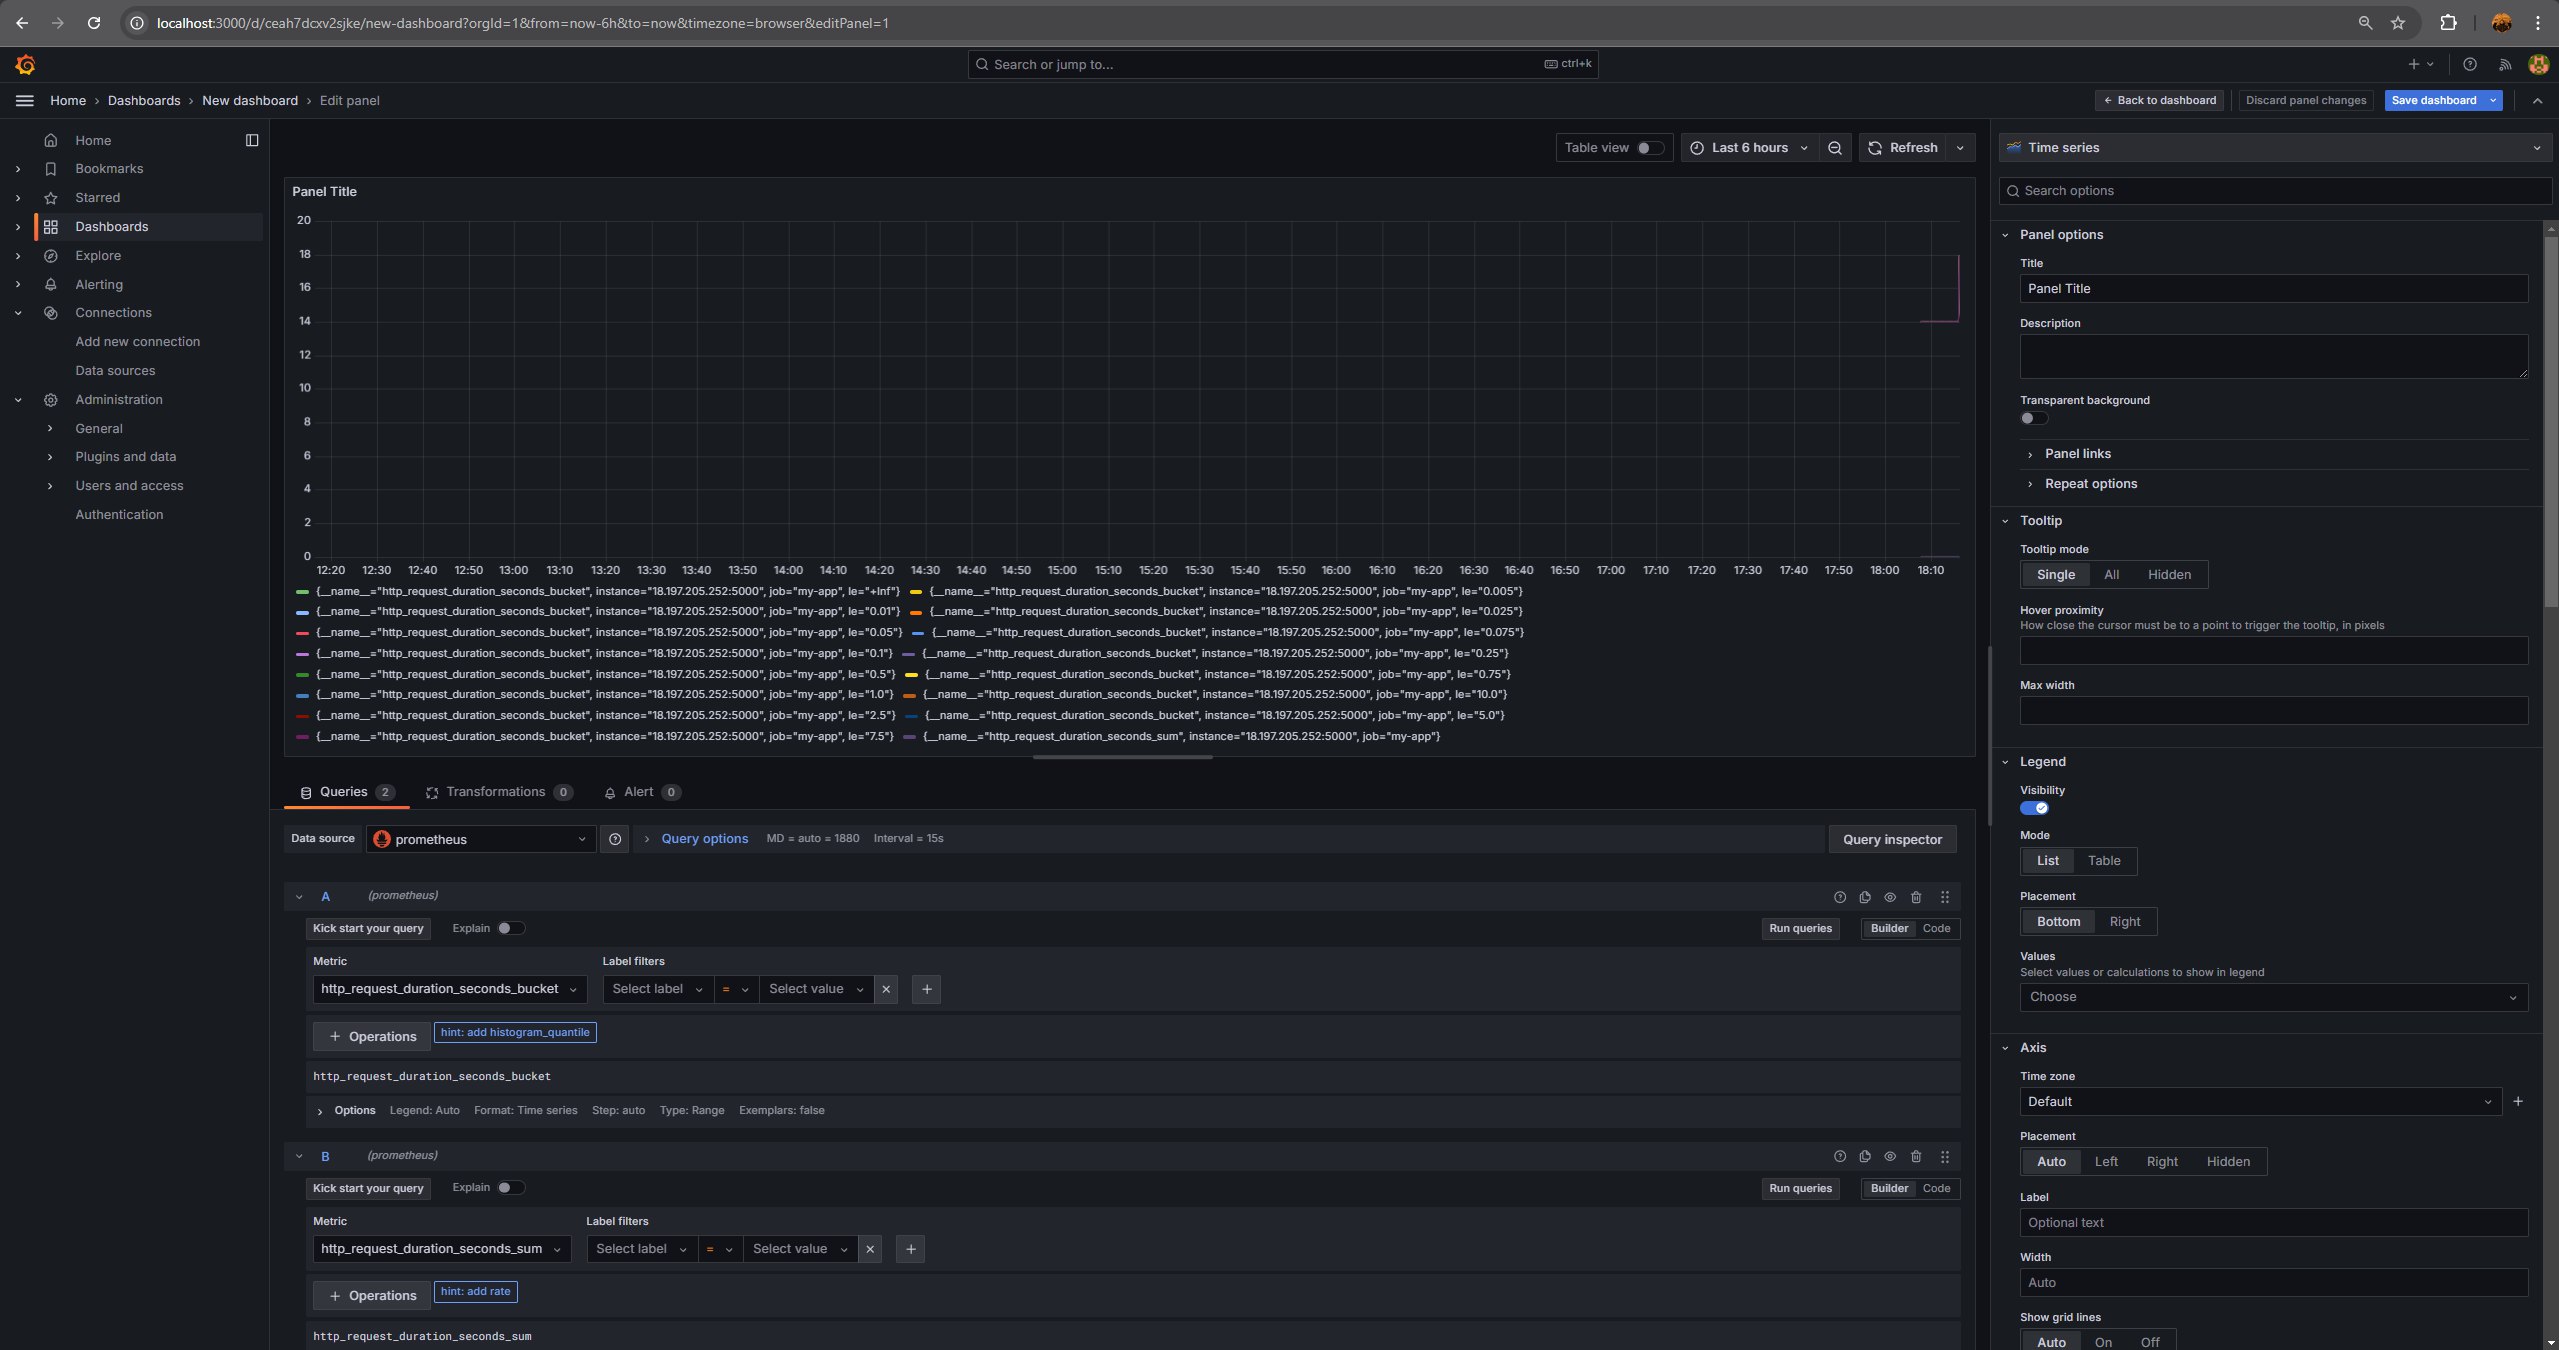 localhost:3000/d/ceah7dcxv2sjke/new-dashboard?orgId=1&from=now-6h&to=now&timezone=browser&editPanel=1
Search or jump to... ctrl+k
Home › Dashboards › New dashboard › Edit panel
Back to dashboard Discard panel changes Save dashboard
Home
Bookmarks
Starred
Dashboards
Explore
Alerting
Connections
Add new connection
Data sources
Administration
General
Plugins and data
Users and access
Authentication
Table view Last 6 hours Refresh
Panel Title
20
18
16
14
12
10
8
6
4
2
0
12:20 12:30 12:40 12:50 13:00 13:10 13:20 13:30 13:40 13:50 14:00 14:10 14:20 14:30 14:40 14:50 15:00 15:10 15:20 15:30 15:40 15:50 16:00 16:10 16:20 16:30 16:40 16:50 17:00 17:10 17:20 17:30 17:40 17:50 18:00 18:10
{__name__="http_request_duration_seconds_bucket", instance="18.197.205.252:5000", job="my-app", le="+Inf"} {__name__="http_request_duration_seconds_bucket", instance="18.197.205.252:5000", job="my-app", le="0.005"}
{__name__="http_request_duration_seconds_bucket", instance="18.197.205.252:5000", job="my-app", le="0.01"} {__name__="http_request_duration_seconds_bucket", instance="18.197.205.252:5000", job="my-app", le="0.025"}
{__name__="http_request_duration_seconds_bucket", instance="18.197.205.252:5000", job="my-app", le="0.05"} {__name__="http_request_duration_seconds_bucket", instance="18.197.205.252:5000", job="my-app", le="0.075"}
{__name__="http_request_duration_seconds_bucket", instance="18.197.205.252:5000", job="my-app", le="0.1"} {__name__="http_request_duration_seconds_bucket", instance="18.197.205.252:5000", job="my-app", le="0.25"}
{__name__="http_request_duration_seconds_bucket", instance="18.197.205.252:5000", job="my-app", le="0.5"} {__name__="http_request_duration_seconds_bucket", instance="18.197.205.252:5000", job="my-app", le="0.75"}
{__name__="http_request_duration_seconds_bucket", instance="18.197.205.252:5000", job="my-app", le="1.0"} {__name__="http_request_duration_seconds_bucket", instance="18.197.205.252:5000", job="my-app", le="10.0"}
{__name__="http_request_duration_seconds_bucket", instance="18.197.205.252:5000", job="my-app", le="2.5"} {__name__="http_request_duration_seconds_bucket", instance="18.197.205.252:5000", job="my-app", le="5.0"}
{__name__="http_request_duration_seconds_bucket", instance="18.197.205.252:5000", job="my-app", le="7.5"} {__name__="http_request_duration_seconds_sum", instance="18.197.205.252:5000", job="my-app"}
Queries 2 Transformations 0 Alert 0
Data source prometheus Query options MD = auto = 1880 Interval = 15s Query inspector
A (prometheus)
Kick start your query Explain Run queries Builder Code
Metric Label filters
http_request_duration_seconds_bucket Select label = Select value
+ Operations hint: add histogram_quantile
http_request_duration_seconds_bucket
Options Legend: Auto Format: Time series Step: auto Type: Range Exemplars: false
B (prometheus)
Kick start your query Explain Run queries Builder Code
Metric Label filters
http_request_duration_seconds_sum Select label = Select value
+ Operations hint: add rate
http_request_duration_seconds_sum
Time series
Search options
Panel options
Title
Panel Title
Description
Transparent background
Panel links
Repeat options
Tooltip
Tooltip mode
Single All Hidden
Hover proximity
How close the cursor must be to a point to trigger the tooltip, in pixels
Max width
Legend
Visibility
Mode
List Table
Placement
Bottom Right
Values
Select values or calculations to show in legend
Choose
Axis
Time zone
Default
Placement
Auto Left Right Hidden
Label
Optional text
Width
Auto
Show grid lines
Auto On Off